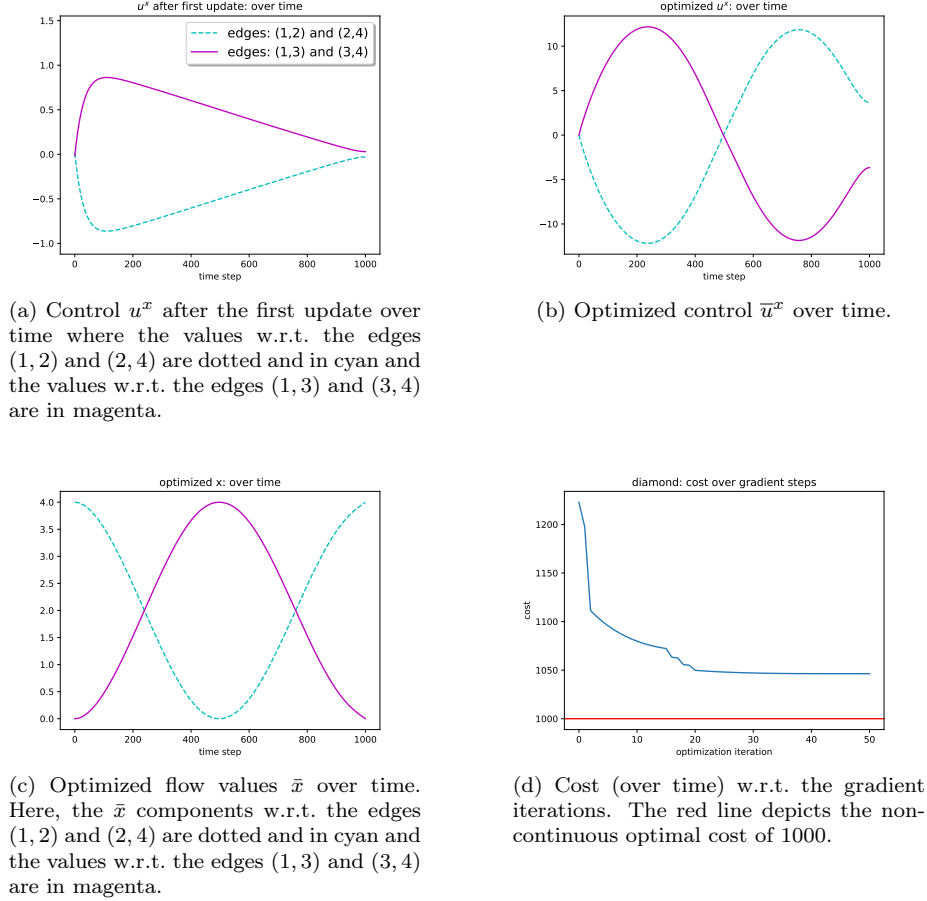 u^x after first update: over time
1.5
1.0
0.5
0.0
−0.5
−1.0
edges: (1,2) and (2,4)
edges: (1,3) and (3,4)
0 200 400 600 800 1000
time step
(a) Control u^x after the first update over
time where the values w.r.t. the edges
(1, 2) and (2, 4) are dotted and in cyan and
the values w.r.t. the edges (1, 3) and (3, 4)
are in magenta.
optimized u^x: over time
10
5
0
−5
−10
0 200 400 600 800 1000
time step
(b) Optimized control u̅^x over time.
optimized x: over time
4.0
3.5
3.0
2.5
2.0
1.5
1.0
0.5
0.0
0 200 400 600 800 1000
time step
(c) Optimized flow values x̄ over time.
Here, the x̄ components w.r.t. the edges
(1, 2) and (2, 4) are dotted and in cyan and
the values w.r.t. the edges (1, 3) and (3, 4)
are in magenta.
diamond: cost over gradient steps
cost
1200
1150
1100
1050
1000
0 10 20 30 40 50
optimization iteration
(d) Cost (over time) w.r.t. the gradient
iterations. The red line depicts the non-
continuous optimal cost of 1000.